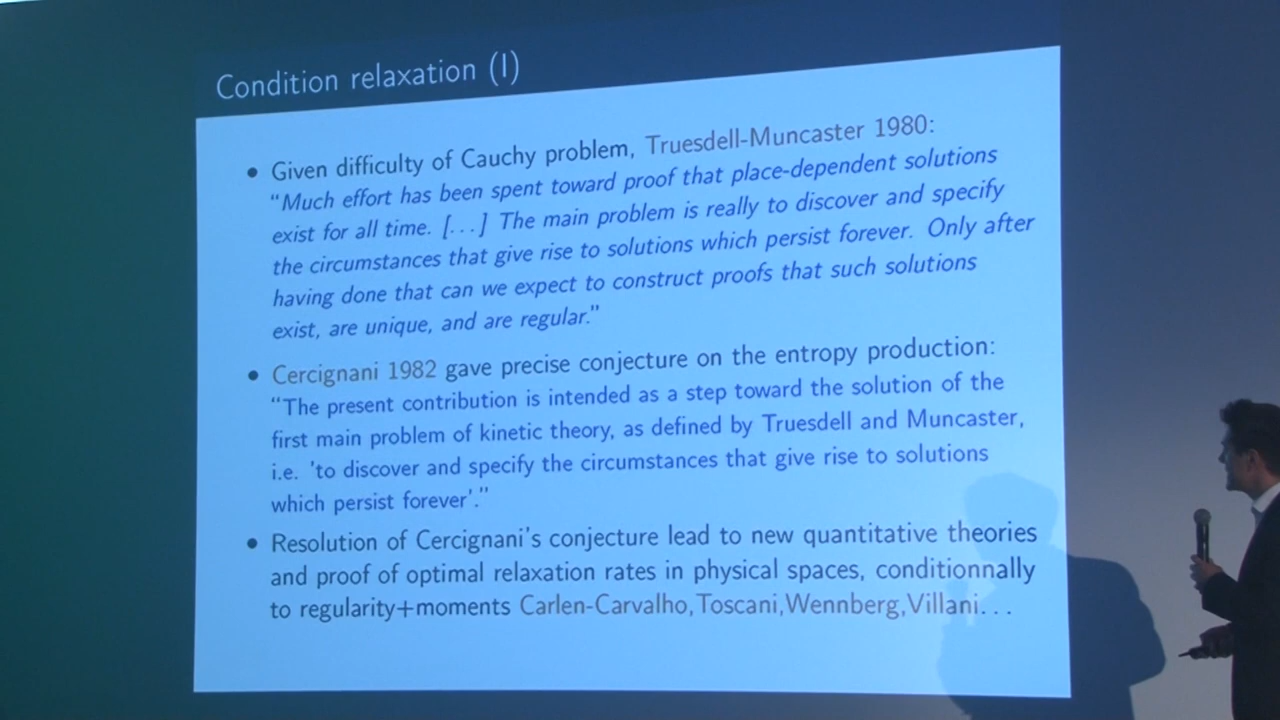 Condition relaxation (I)
• Given difficulty of Cauchy problem, Truesdell-Muncaster 1980:
“Much effort has been spent toward proof that place-dependent solutions
exist for all time. [...] The main problem is really to discover and specify
the circumstances that give rise to solutions which persist forever. Only after
having done that can we expect to construct proofs that such solutions
exist, are unique, and are regular.”
• Cercignani 1982 gave precise conjecture on the entropy production:
“The present contribution is intended as a step toward the solution of the
first main problem of kinetic theory, as defined by Truesdell and Muncaster,
i.e. 'to discover and specify the circumstances that give rise to solutions
which persist forever'.”
• Resolution of Cercignani's conjecture lead to new quantitative theories
and proof of optimal relaxation rates in physical spaces, conditionnally
to regularity+moments Carlen-Carvalho,Toscani,Wennberg,Villani...